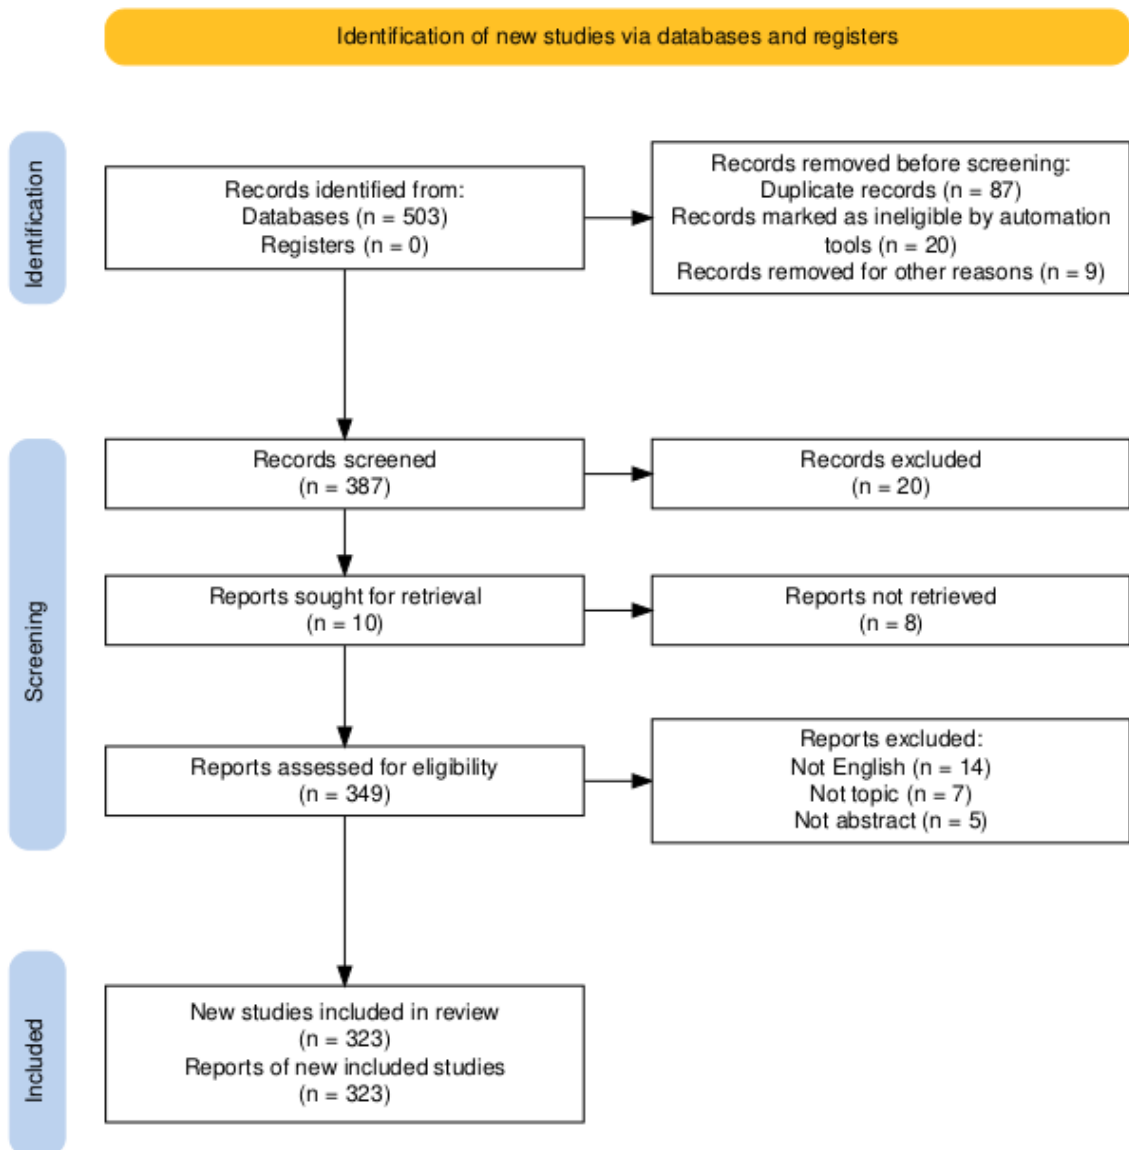 Identification of new studies via databases and registers
Identification
Records identified from:
Databases (n = 503)
Registers (n = 0)
Records removed before screening:
Duplicate records (n = 87)
Records marked as ineligible by automation
tools (n = 20)
Records removed for other reasons (n = 9)
Screening
Records screened
(n = 387)
Records excluded
(n = 20)
Reports sought for retrieval
(n = 10)
Reports not retrieved
(n = 8)
Reports assessed for eligibility
(n = 349)
Reports excluded:
Not English (n = 14)
Not topic (n = 7)
Not abstract (n = 5)
Included
New studies included in review
(n = 323)
Reports of new included studies
(n = 323)